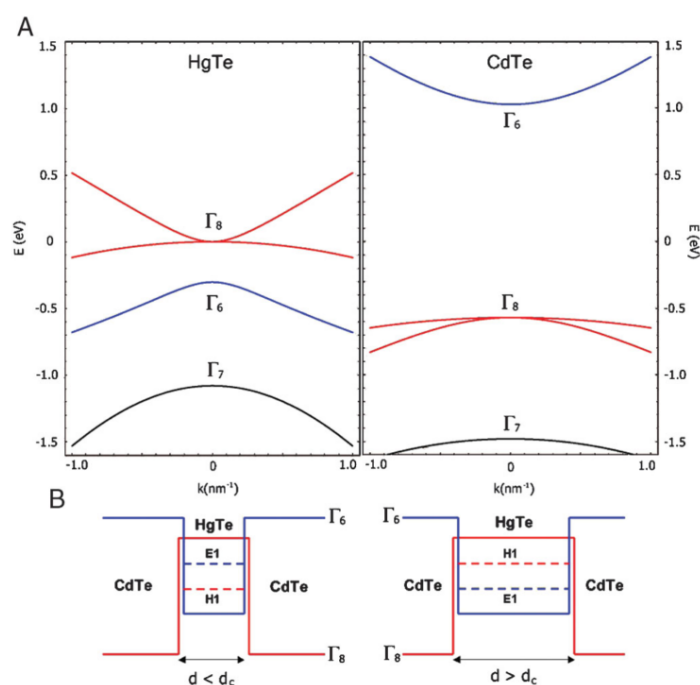 A
HgTe
CdTe
1.5
1.0
0.5
0
-0.5
-1.0
-1.5
E (eV)
Γ8
Γ6
Γ7
-1.0
0
1.0
k(nm⁻¹)
Γ6
Γ8
Γ7
1.5
1.0
0.5
0
-0.5
-1.0
-1.5
E (eV)
-1.0
0
1.0
k(nm⁻¹)
B
HgTe
Γ6
E1
CdTe
CdTe
H1
Γ8
d < dc
Γ6
HgTe
H1
CdTe
CdTe
E1
Γ8
d > dc